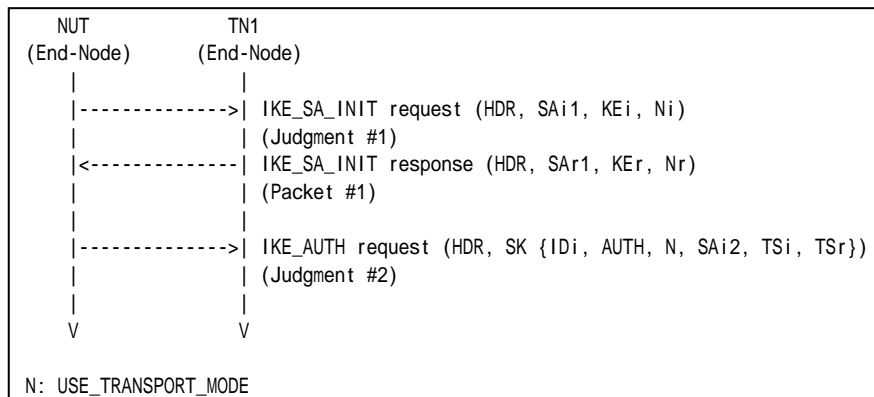 NUT TN1
(End-Node) (End-Node)
| |
|-------------->| IKE_SA_INIT request (HDR, SAi1, KEi, Ni)
| | (Judgment #1)
|<--------------| IKE_SA_INIT response (HDR, SAr1, KEr, Nr)
| | (Packet #1)
| |
|-------------->| IKE_AUTH request (HDR, SK {IDi, AUTH, N, SAi2, TSi, TSr})
| | (Judgment #2)
| |
V V
N: USE_TRANSPORT_MODE